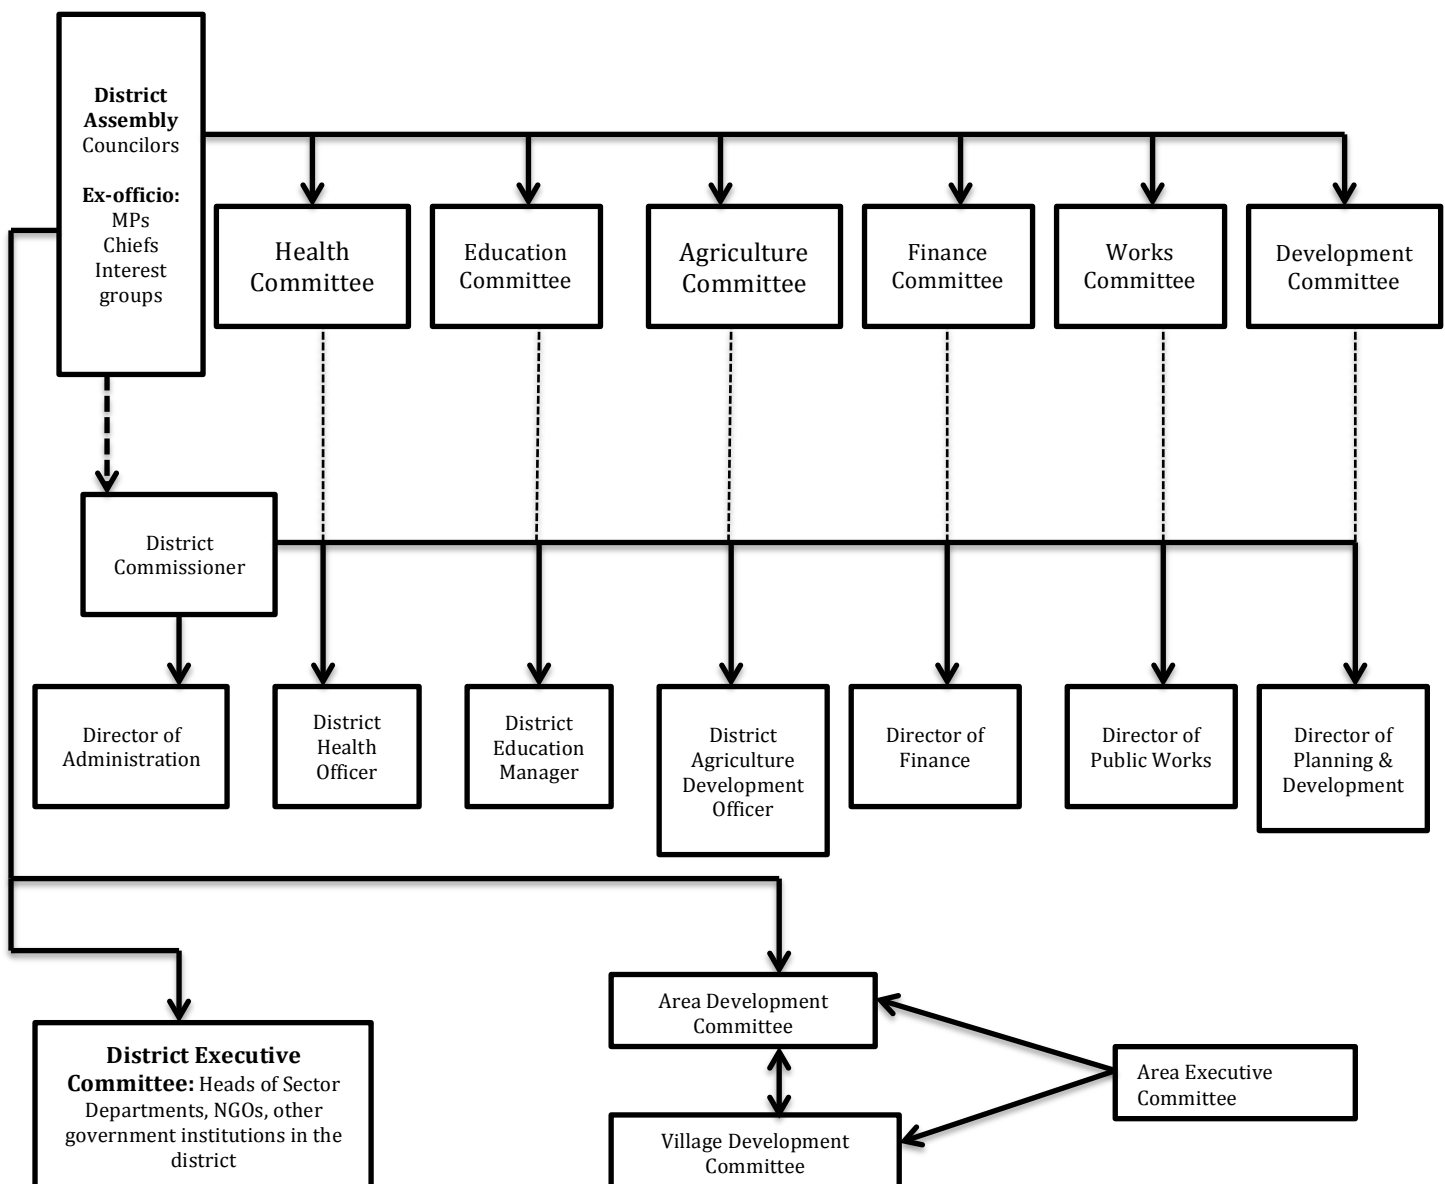 District
Assembly
Councilors
Ex-officio:
MPs
Chiefs
Interest
groups
Health
Committee
Education
Committee
Agriculture
Committee
Finance
Committee
Works
Committee
Development
Committee
District
Commissioner
Director of
Administration
District
Health
Officer
District
Education
Manager
District
Agriculture
Development
Officer
Director of
Finance
Director of
Public Works
Director of
Planning &
Development
Area Development
Committee
District Executive
Committee: Heads of Sector
Departments, NGOs, other
government institutions in the
district
Area Executive
Committee
Village Development
Committee